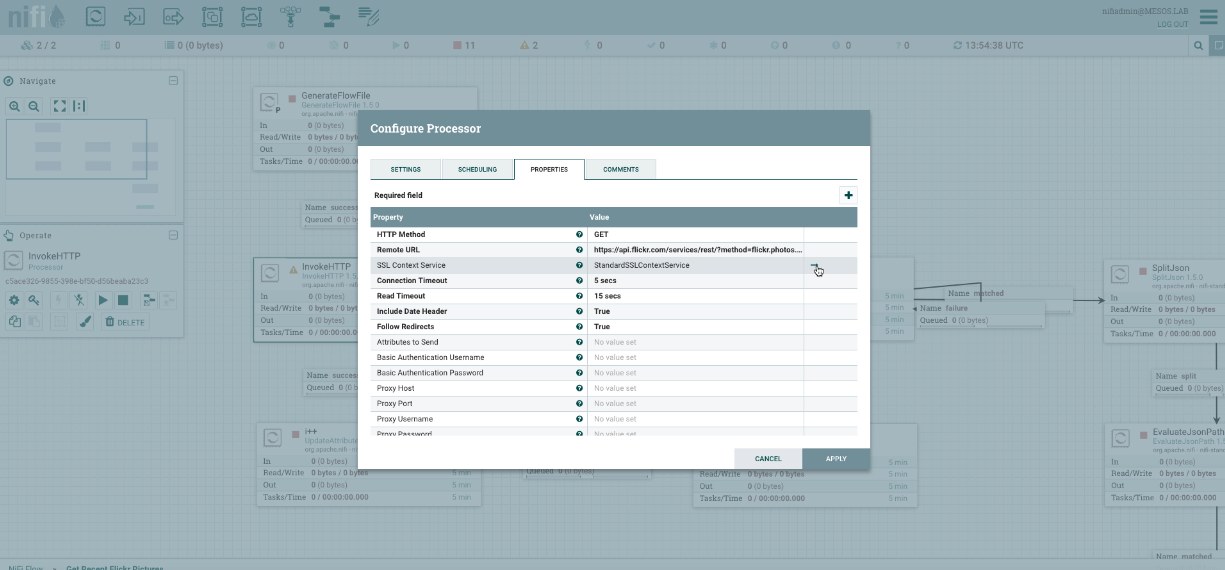 nifi
nifiadmin@MESOS.LAB
LOG OUT
2 / 2
0
0 (0 bytes)
0
0
0
11
2
0
0
0
0
0
0
13:54:38 UTC
Navigate
Operate
InvokeHTTP
Processor
DELETE
GenerateFlowFile
GenerateFlowFile 1.5.0
org.apache.nifi - nifi-standard
P
In 0 (0 bytes)
Read/Write 0 bytes / 0 bytes
Out 0 (0 bytes)
Tasks/Time 0 / 00:00:00.0
Name success
Queued 0 (0
InvokeHTTP
InvokeHTTP 1.5
org.apache.nifi
In 0 (0 bytes)
Read/Write 0 bytes / 0 b
Out 0 (0 bytes)
Tasks/Time 0 / 00:00:00.0
Name succes
Queued 0 (0
i++
UpdateAttribute
org.apache.nifi
In 0 (0 bytes)
Read/Write 0 bytes / 0 bytes
Out 0 (0 bytes)
Tasks/Time 0 / 00:00:00.000
5 min
5 min
5 min
Configure Processor
SETTINGS
SCHEDULING
PROPERTIES
COMMENTS
Required field
Property Value
HTTP Method GET
Remote URL https://api.flickr.com/services/rest/?method=flickr.photos....
SSL Context Service StandardSSLContextService
Connection Timeout 5 secs
Read Timeout 15 secs
Include Date Header True
Follow Redirects True
Attributes to Send No value set
Basic Authentication Username No value set
Basic Authentication Password No value set
Proxy Host No value set
Proxy Port No value set
Proxy Username No value set
Proxy Password No value set
CANCEL
APPLY
Queued 0 (0 bytes)
Read/Write 0 bytes / 0 bytes
Out 0 (0 bytes)
Tasks/Time 0 / 00:00:00.000
5 min
5 min
5 min
5 min
5 min
5 min
5 min
5 min
Name matched
Name failure
Queued 0 (0 bytes)
SplitJson
SplitJson 1.5.0
org.apache.nifi - nifi-stan
In 0 (0 bytes)
Read/Write 0 bytes / 0 bytes
Out 0 (0 bytes)
Tasks/Time 0 / 00:00:00.000
Name split
Queued 0 (0 bytes)
EvaluateJsonPath
EvaluateJsonPath 1.
org.apache.nifi - nifi-stan
In 0 (0 bytes)
Read/Write 0 bytes / 0 bytes
Out 0 (0 bytes)
Tasks/Time 0 / 00:00:00.000
Name matched
NiFi Flow
Get Recent Flickr Pictures